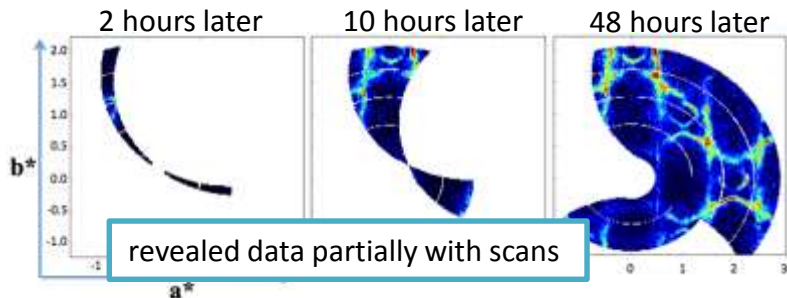 2 hours later
10 hours later
48 hours later
2.0
1.5
1.0
0.5
0.0
-0.5
-1.0
b*
-1
0
1
2
3
revealed data partially with scans
a*